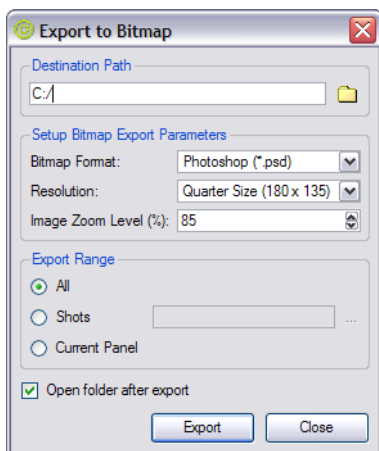 Export to Bitmap
Destination Path
C:/
Setup Bitmap Export Parameters
Bitmap Format: Photoshop (*.psd)
Resolution: Quarter Size (180 x 135)
Image Zoom Level (%): 85
Export Range
All
Shots ...
Current Panel
Open folder after export
Export Close